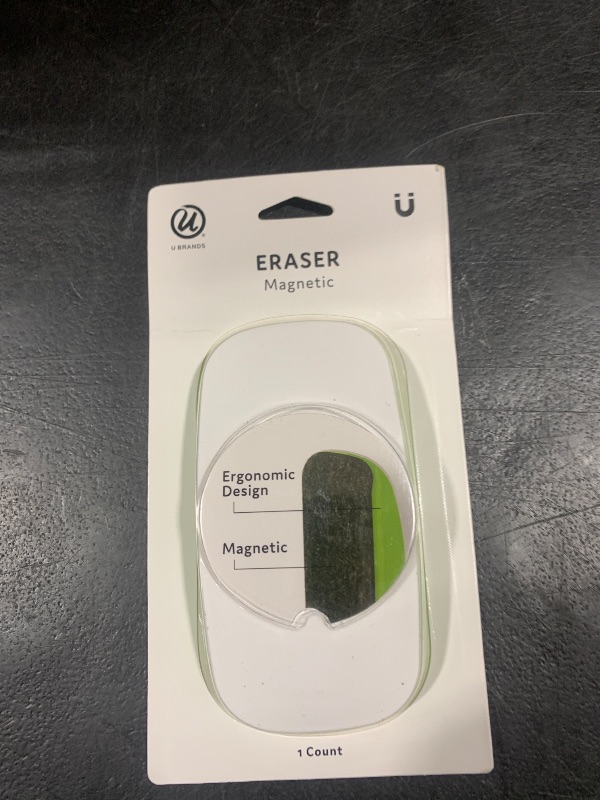 U BRANDS
ERASER
Magnetic
Ergonomic
Design
Magnetic
1 Count